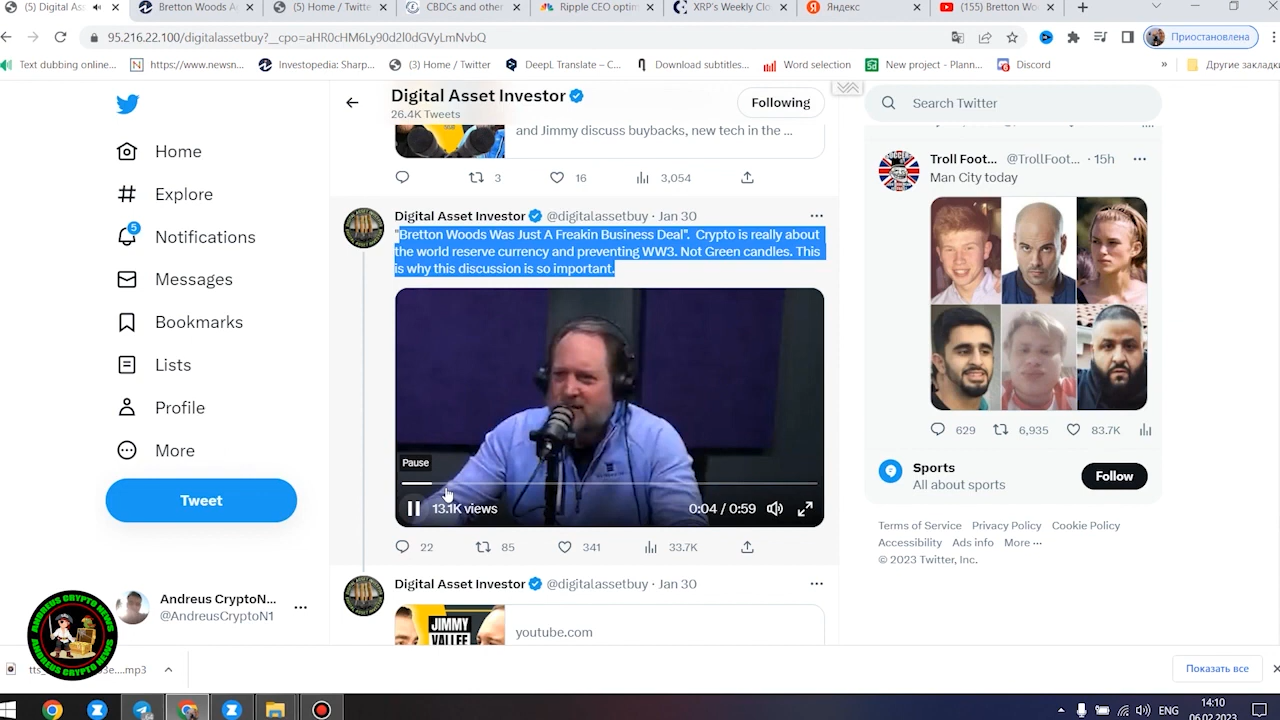 (5) Digital As
Bretton Woods A
(5) Home / Twitte
CBDCs and other
Ripple CEO optim
XRP's Weekly Clo
Яндекс
(155) Bretton Wo
95.216.22.100/digitalassetbuy?__cpo=aHR0cHM6Ly90d2l0dGVyLmNvbQ
Приостановлена
Text dubbing online...
https://www.newsn...
Investopedia: Sharp...
(3) Home / Twitter
DeepL Translate – C...
Download subtitles...
Word selection
New project - Plann...
Discord
»
Другие закладки
Home
Explore
5
Notifications
Messages
Bookmarks
Lists
Profile
More
Tweet
Andreus CryptoN...
@AndreusCryptoN1
ANDREUS CRYPTO NEWS
ANDREUS CRYPTO NEWS
Digital Asset Investor
26.4K Tweets
Following
and Jimmy discuss buybacks, new tech in the ...
3
16
3,054
Digital Asset Investor @digitalassetbuy · Jan 30
"Bretton Woods Was Just A Freakin Business Deal". Crypto is really about
the world reserve currency and preventing WW3. Not Green candles. This
is why this discussion is so important.
Pause
13.1K views
0:04 / 0:59
22
85
341
33.7K
Digital Asset Investor @digitalassetbuy · Jan 30
JIMMY
VALLEE
youtube.com
Search Twitter
Troll Foot... @TrollFoot... · 15h
Man City today
629
6,935
83.7K
Sports
All about sports
Follow
Terms of Service Privacy Policy Cookie Policy
Accessibility Ads info More ···
© 2023 Twitter, Inc.
Показать все
ENG
14:10
06.02.2023